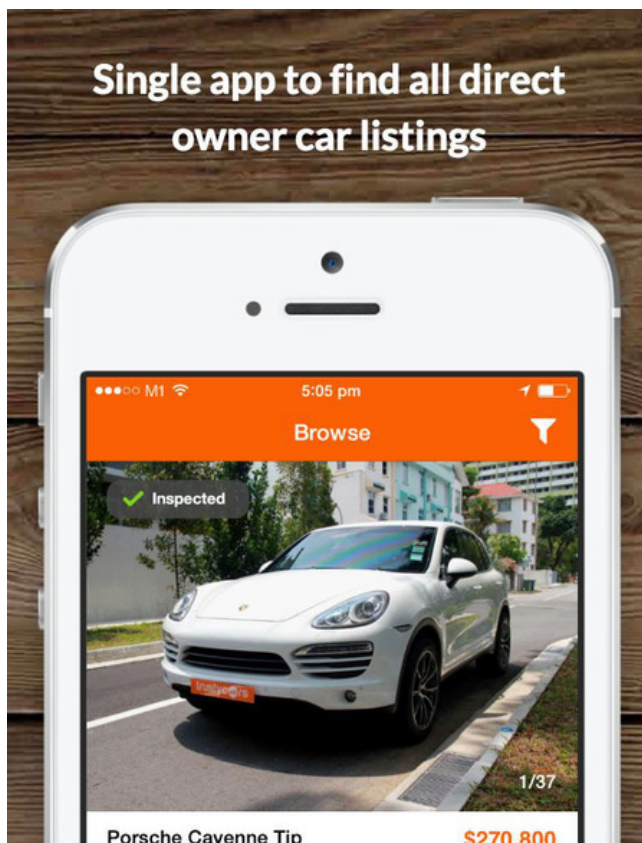 Single app to find all direct
owner car listings
M1
5:05 pm
Browse
Inspected
trustycars
1/37
Porsche Cayenne Tip
$270,800